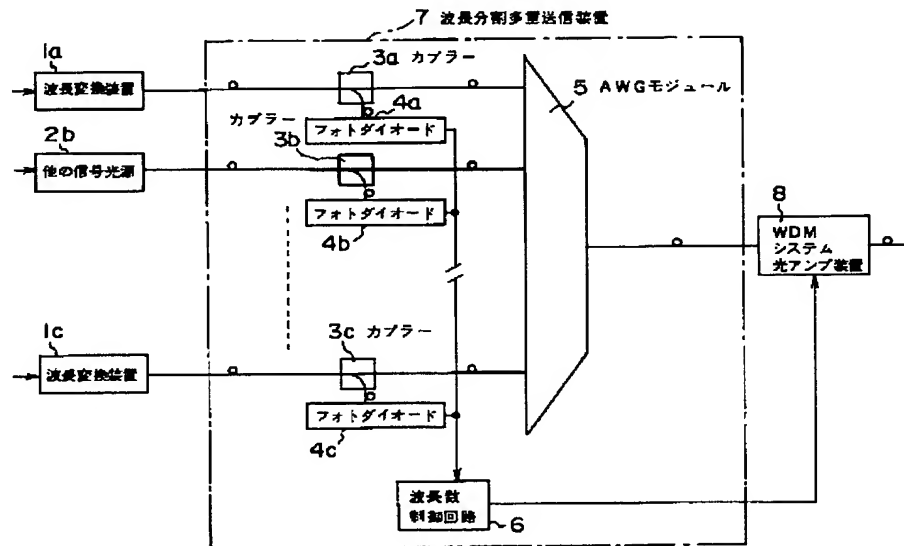 7 波長分割多重送信装置
1a
波長変換装置
3a カプラー
4a
フォトダイオード
5 AWGモジュール
2b
他の信号光源
カプラー
3b
フォトダイオード
4b
8
WDM
システム
光アンプ装置
1c
波長変換装置
3c カプラー
フォトダイオード
4c
波長数
制御回路
6